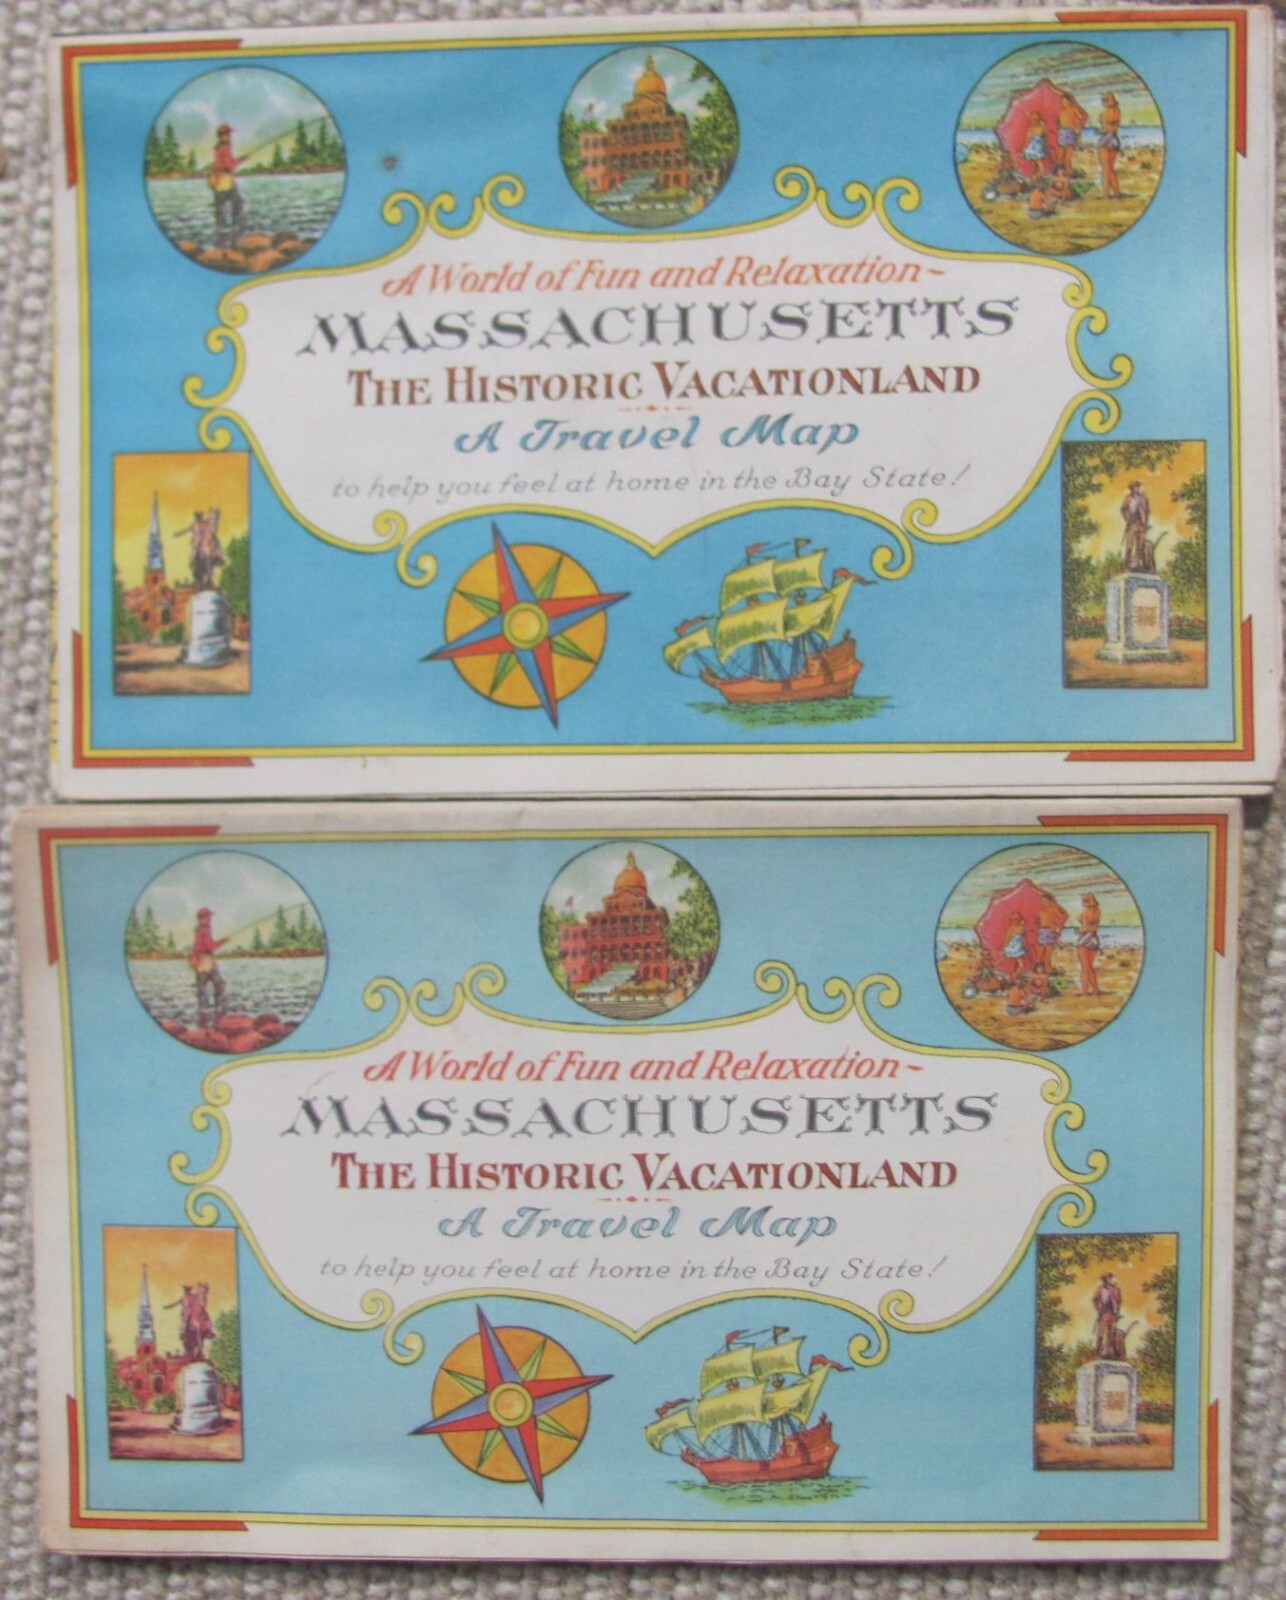 A World of Fun and Relaxation~
MASSACHUSETTS
THE HISTORIC VACATIONLAND
A Travel Map
to help you feel at home in the Bay State!
A World of Fun and Relaxation~
MASSACHUSETTS
THE HISTORIC VACATIONLAND
A Travel Map
to help you feel at home in the Bay State!